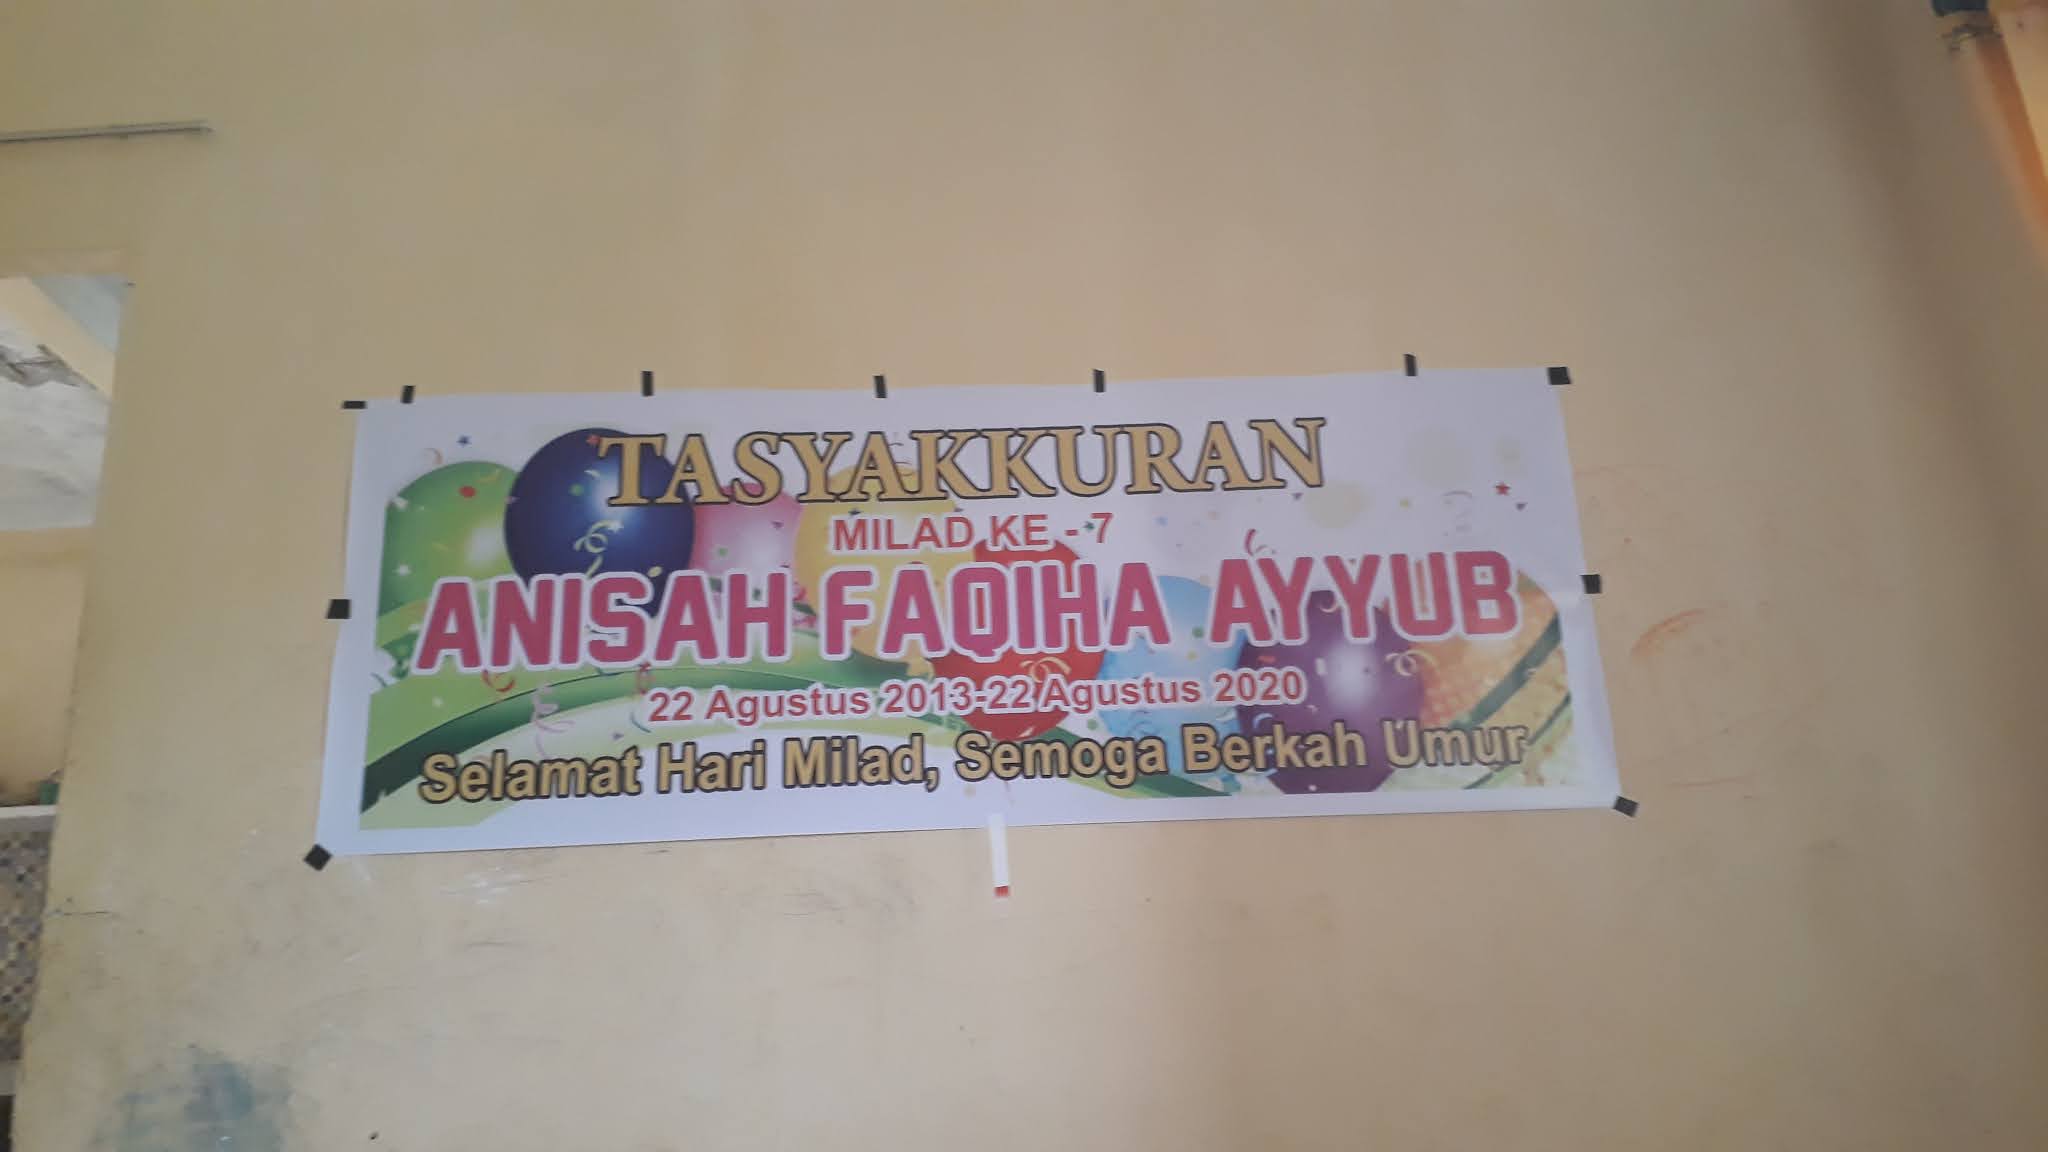 TASYAKKURAN
MILAD KE - 7
ANISAH FAQIHA AYYUB
22 Agustus 2013-22 Agustus 2020
Selamat Hari Milad, Semoga Berkah Umur